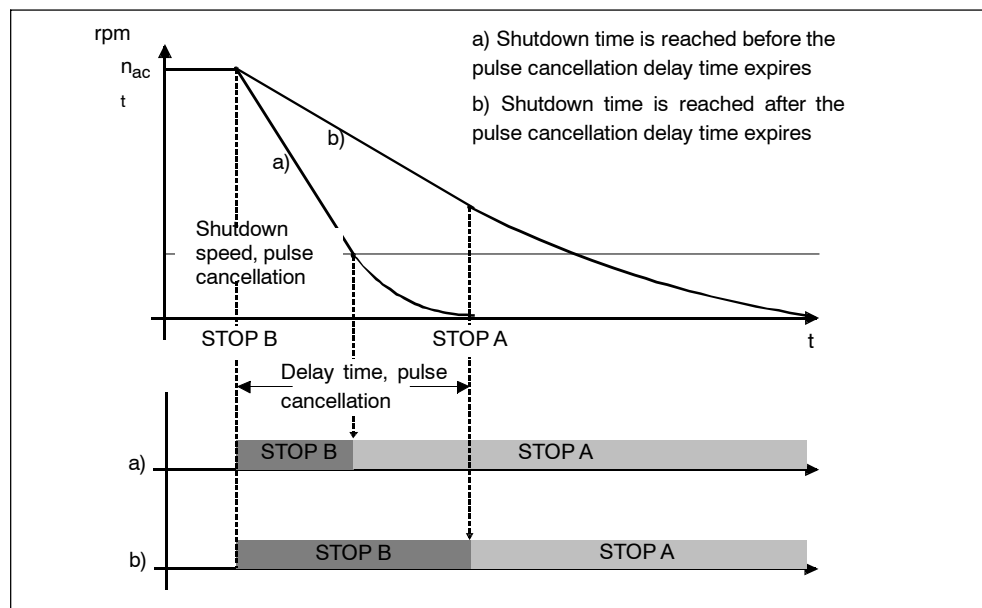 rpm
n_ac
t
a) Shutdown time is reached before the
pulse cancellation delay time expires
b) Shutdown time is reached after the
pulse cancellation delay time expires
b)
a)
Shutdown
speed, pulse
cancellation
STOP B
STOP A
t
Delay time, pulse
cancellation
a)
STOP B
STOP A
b)
STOP B
STOP A